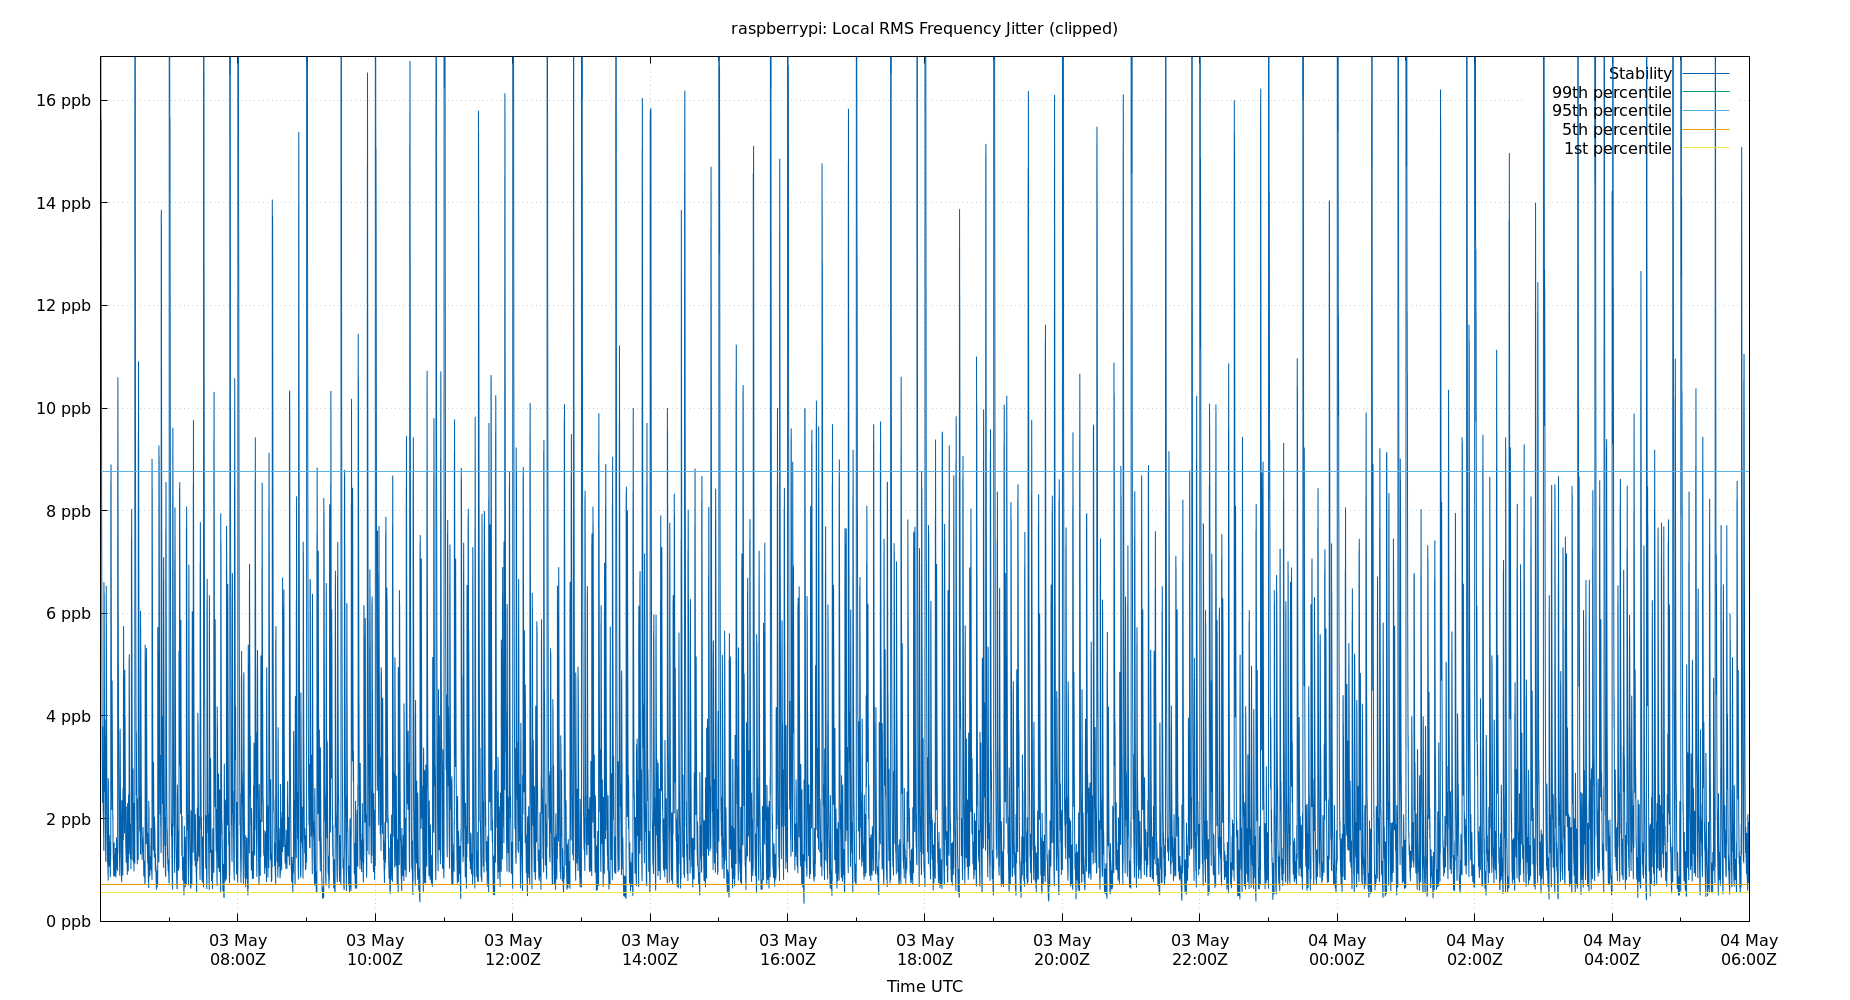 raspberrypi: Local RMS Frequency Jitter (clipped)
Stability
99th percentile
95th percentile
5th percentile
1st percentile
16 ppb
14 ppb
12 ppb
10 ppb
8 ppb
6 ppb
4 ppb
2 ppb
0 ppb
03 May 03 May 03 May 03 May 03 May 03 May 03 May 03 May 04 May 04 May 04 May 04 May
08:00Z 10:00Z 12:00Z 14:00Z 16:00Z 18:00Z 20:00Z 22:00Z 00:00Z 02:00Z 04:00Z 06:00Z
Time UTC